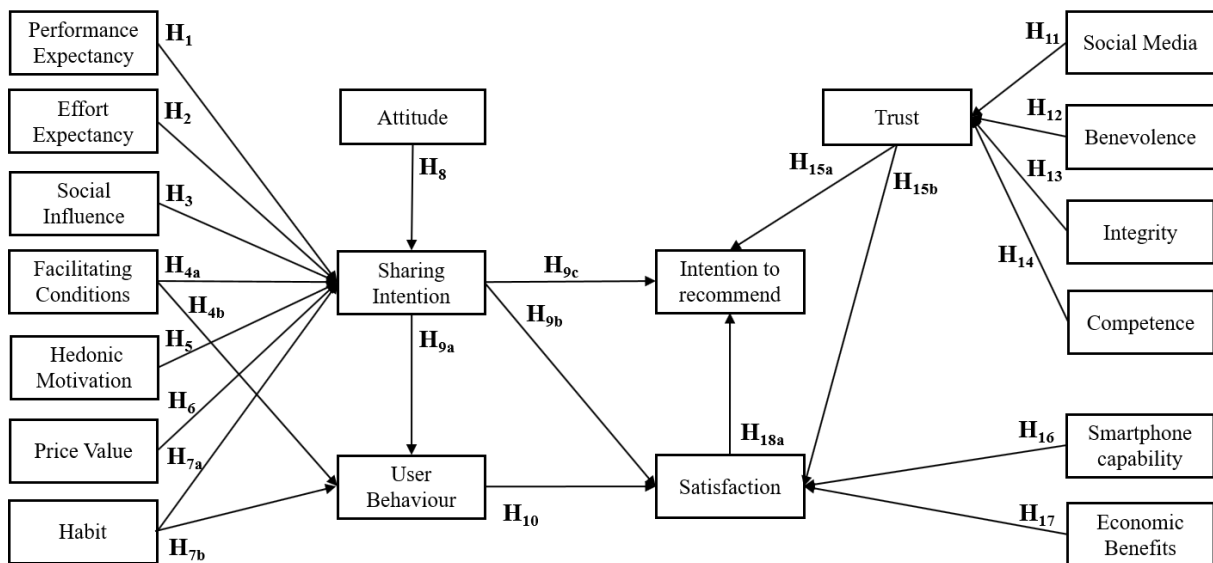 Performance
Expectancy
H1
Effort
Expectancy
H2
Social
Influence
H3
Facilitating
Conditions
H4a
H4b
Hedonic
Motivation
H5
Price Value
H6
Habit
H7a
H7b
Attitude
H8
Sharing
Intention
H9a
H9b
H9c
User
Behaviour
H10
Intention to
recommend
Satisfaction
H18a
Trust
H15a
H15b
H11
Social Media
H12
Benevolence
H13
Integrity
H14
Competence
H16
Smartphone
capability
H17
Economic
Benefits